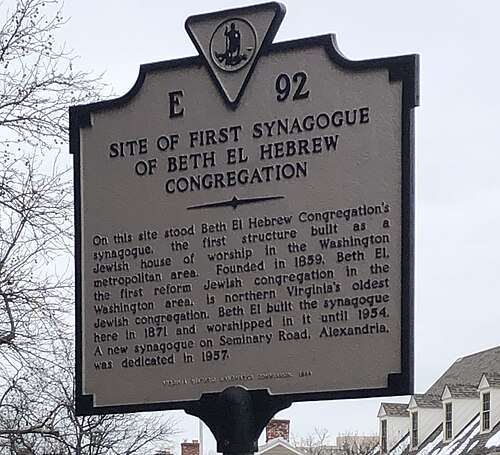 E 92
SITE OF FIRST SYNAGOGUE
OF BETH EL HEBREW
CONGREGATION
On this site stood Beth El Hebrew Congregation's
synagogue, the first structure built as a
Jewish house of worship in the Washington
metropolitan area. Founded in 1859, Beth El,
the first reform Jewish congregation in the
Washington area, is northern Virginia's oldest
Jewish congregation. Beth El built the synagogue
here in 1871 and worshipped in it until 1954.
A new synagogue on Seminary Road, Alexandria,
was dedicated in 1957.
VIRGINIA HISTORIC LANDMARKS COMMISSION,